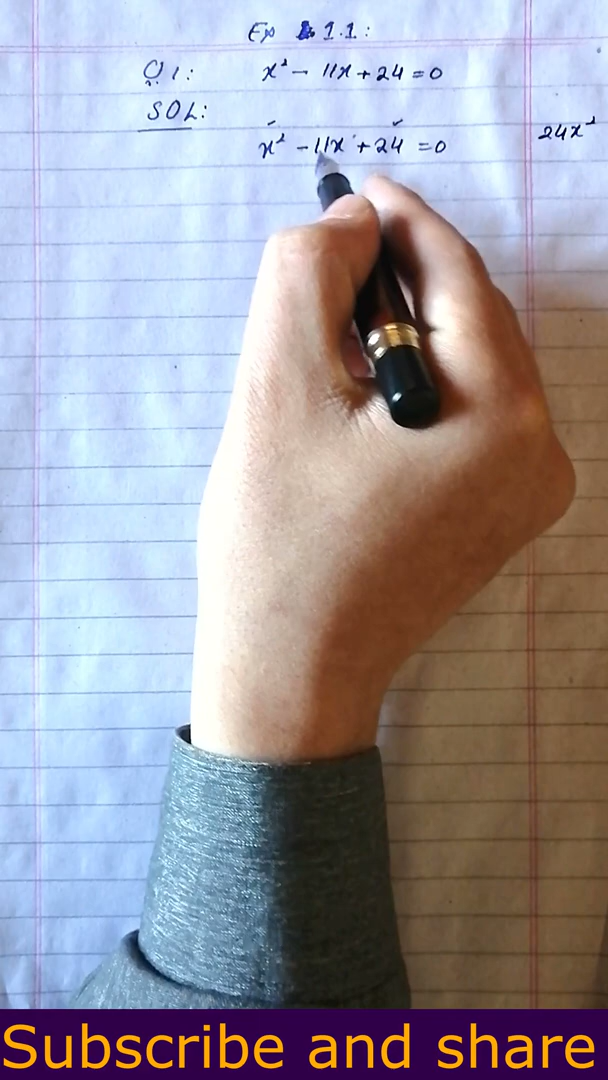 Ex 1.1:
Q1: x² - 11x + 24 = 0
SOL:
x² - 11x + 24 = 0 24x²
Subscribe and share